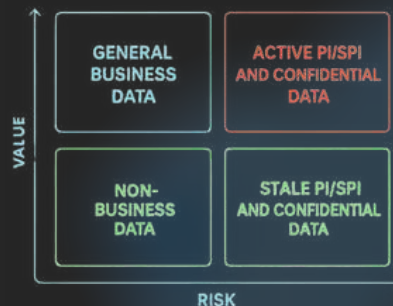 GENERAL
BUSINESS
DATA
ACTIVE PI/SPI
AND CONFIDENTIAL
DATA
VALUE
NON-
BUSINESS
DATA
STALE PI/SPI
AND CONFIDENTIAL
DATA
RISK